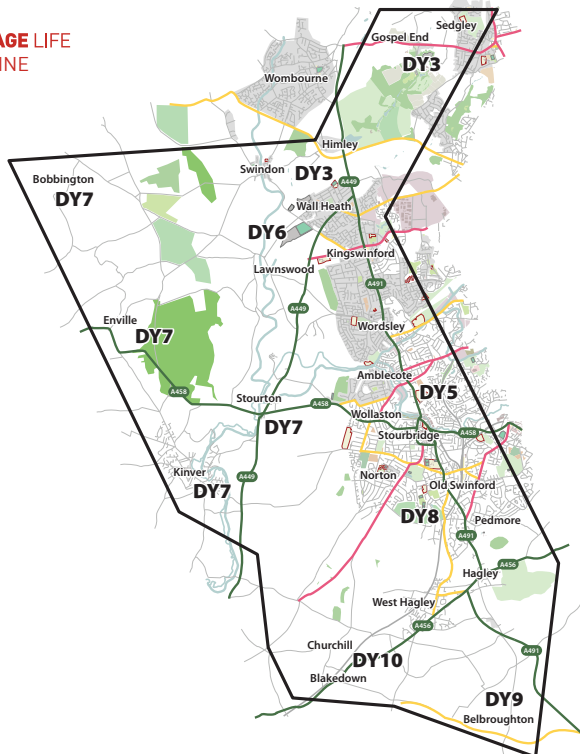 AGE LIFE
INE
Sedgley
Gospel End
DY3
Wombourne
Himley
Swindon
DY3
Bobbington
DY7
A449
Wall Heath
DY6
Kingswinford
Lawnswood
A491
A449
Enville
DY7
Wordsley
Amblecote
A458
DY5
Stourton
A458
Wollaston
DY7
Stourbridge
A458
Kinver
A449
Norton
Old Swinford
DY7
DY8
Pedmore
A491
A456
Hagley
West Hagley
A456
Churchill
A491
DY10
Blakedown
DY9
Belbroughton